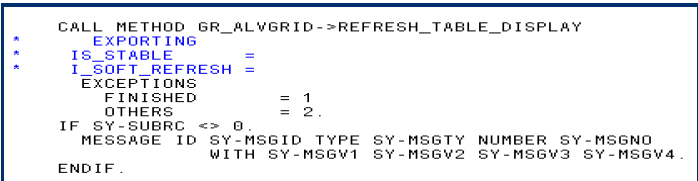 CALL METHOD GR_ALVGRID->REFRESH_TABLE_DISPLAY
* EXPORTING
* IS_STABLE =
* I_SOFT_REFRESH =
EXCEPTIONS
FINISHED = 1
OTHERS = 2.
IF SY-SUBRC <> 0.
MESSAGE ID SY-MSGID TYPE SY-MSGTY NUMBER SY-MSGNO
WITH SY-MSGV1 SY-MSGV2 SY-MSGV3 SY-MSGV4.
ENDIF.